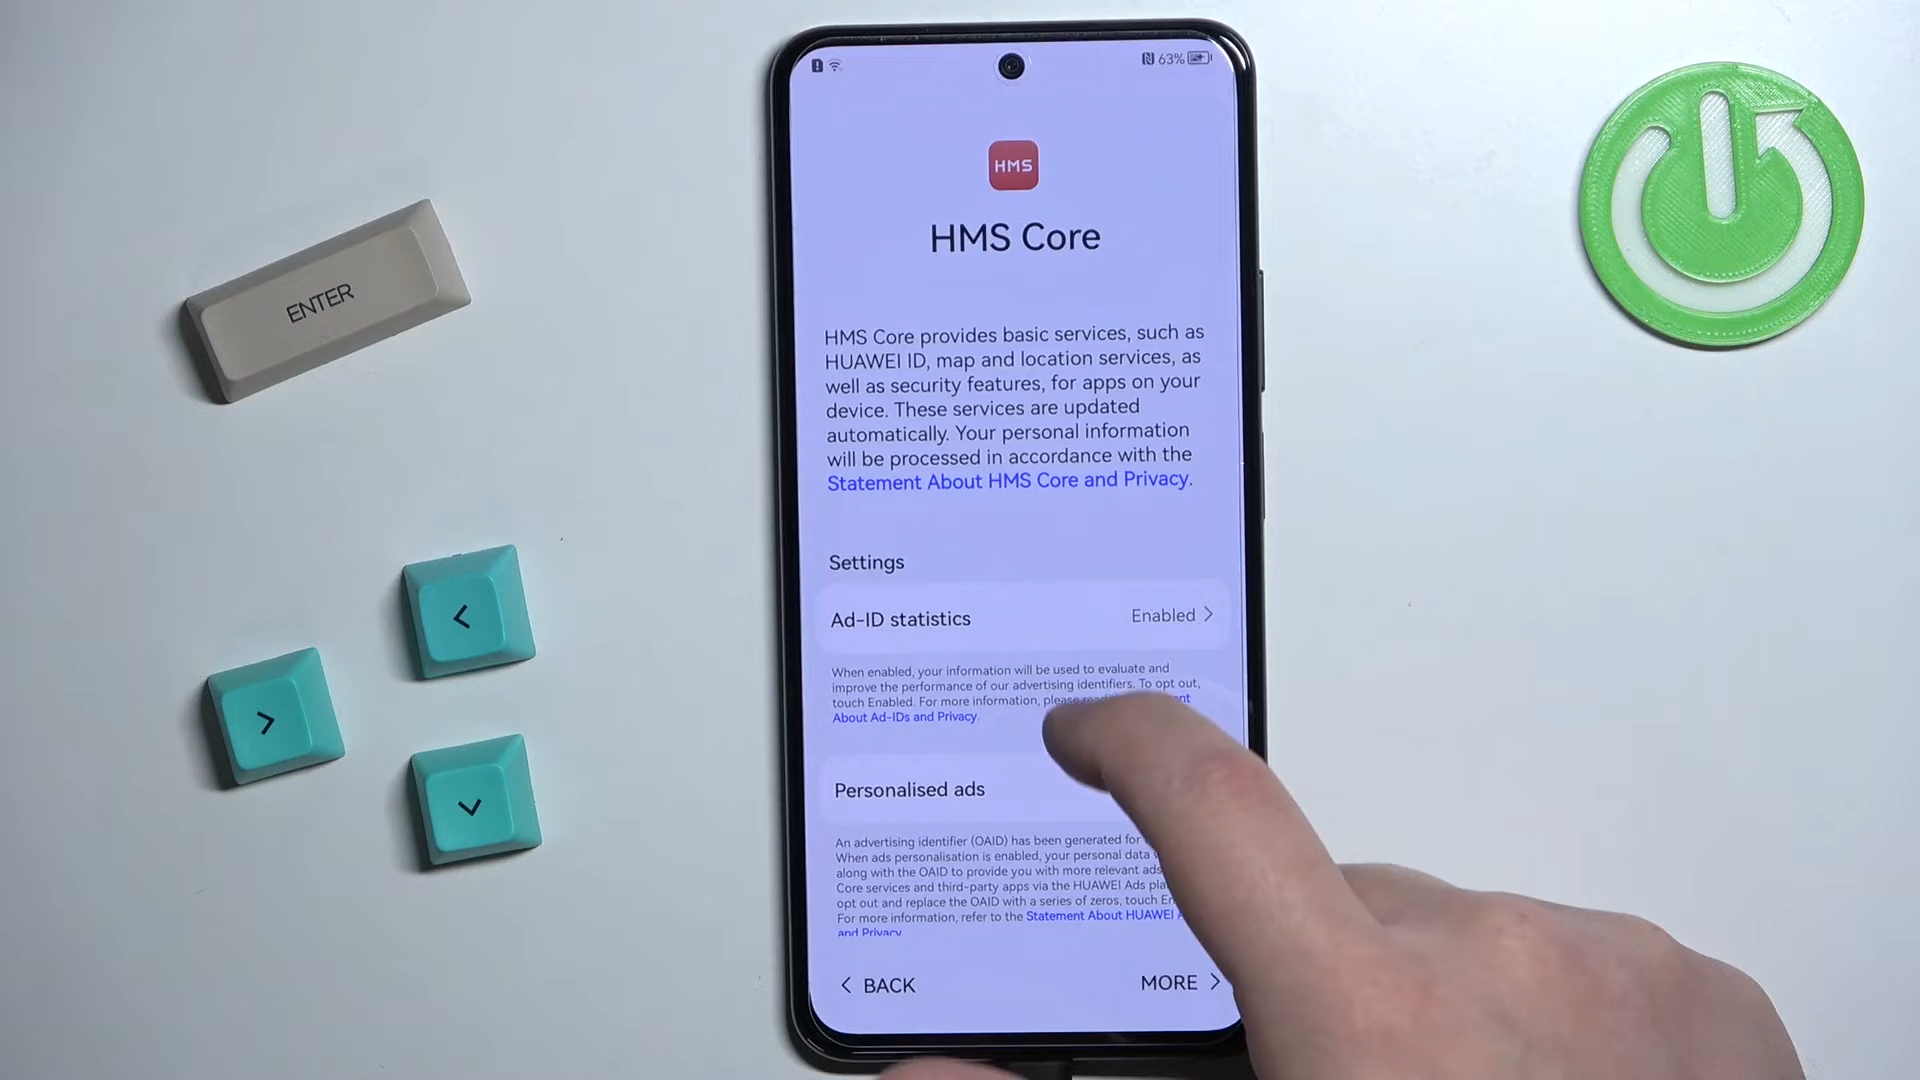 63%
HMS
HMS Core
HMS Core provides basic services, such as
HUAWEI ID, map and location services, as
well as security features, for apps on your
device. These services are updated
automatically. Your personal information
will be processed in accordance with the
Statement About HMS Core and Privacy.
Settings
Ad-ID statistics Enabled >
When enabled, your information will be used to evaluate and
improve the performance of our advertising identifiers. To opt out,
touch Enabled. For more information, please
About Ad-IDs and Privacy.
Personalised ads
An advertising identifier (OAID) has been generated for
When ads personalisation is enabled, your personal data
along with the OAID to provide you with more relevant ads
Core services and third-party apps via the HUAWEI Ads
opt out and replace the OAID with a series of zeros, touch
For more information, refer to the Statement About HUAWEI
and Privacy
< BACK MORE >
ENTER
<
>